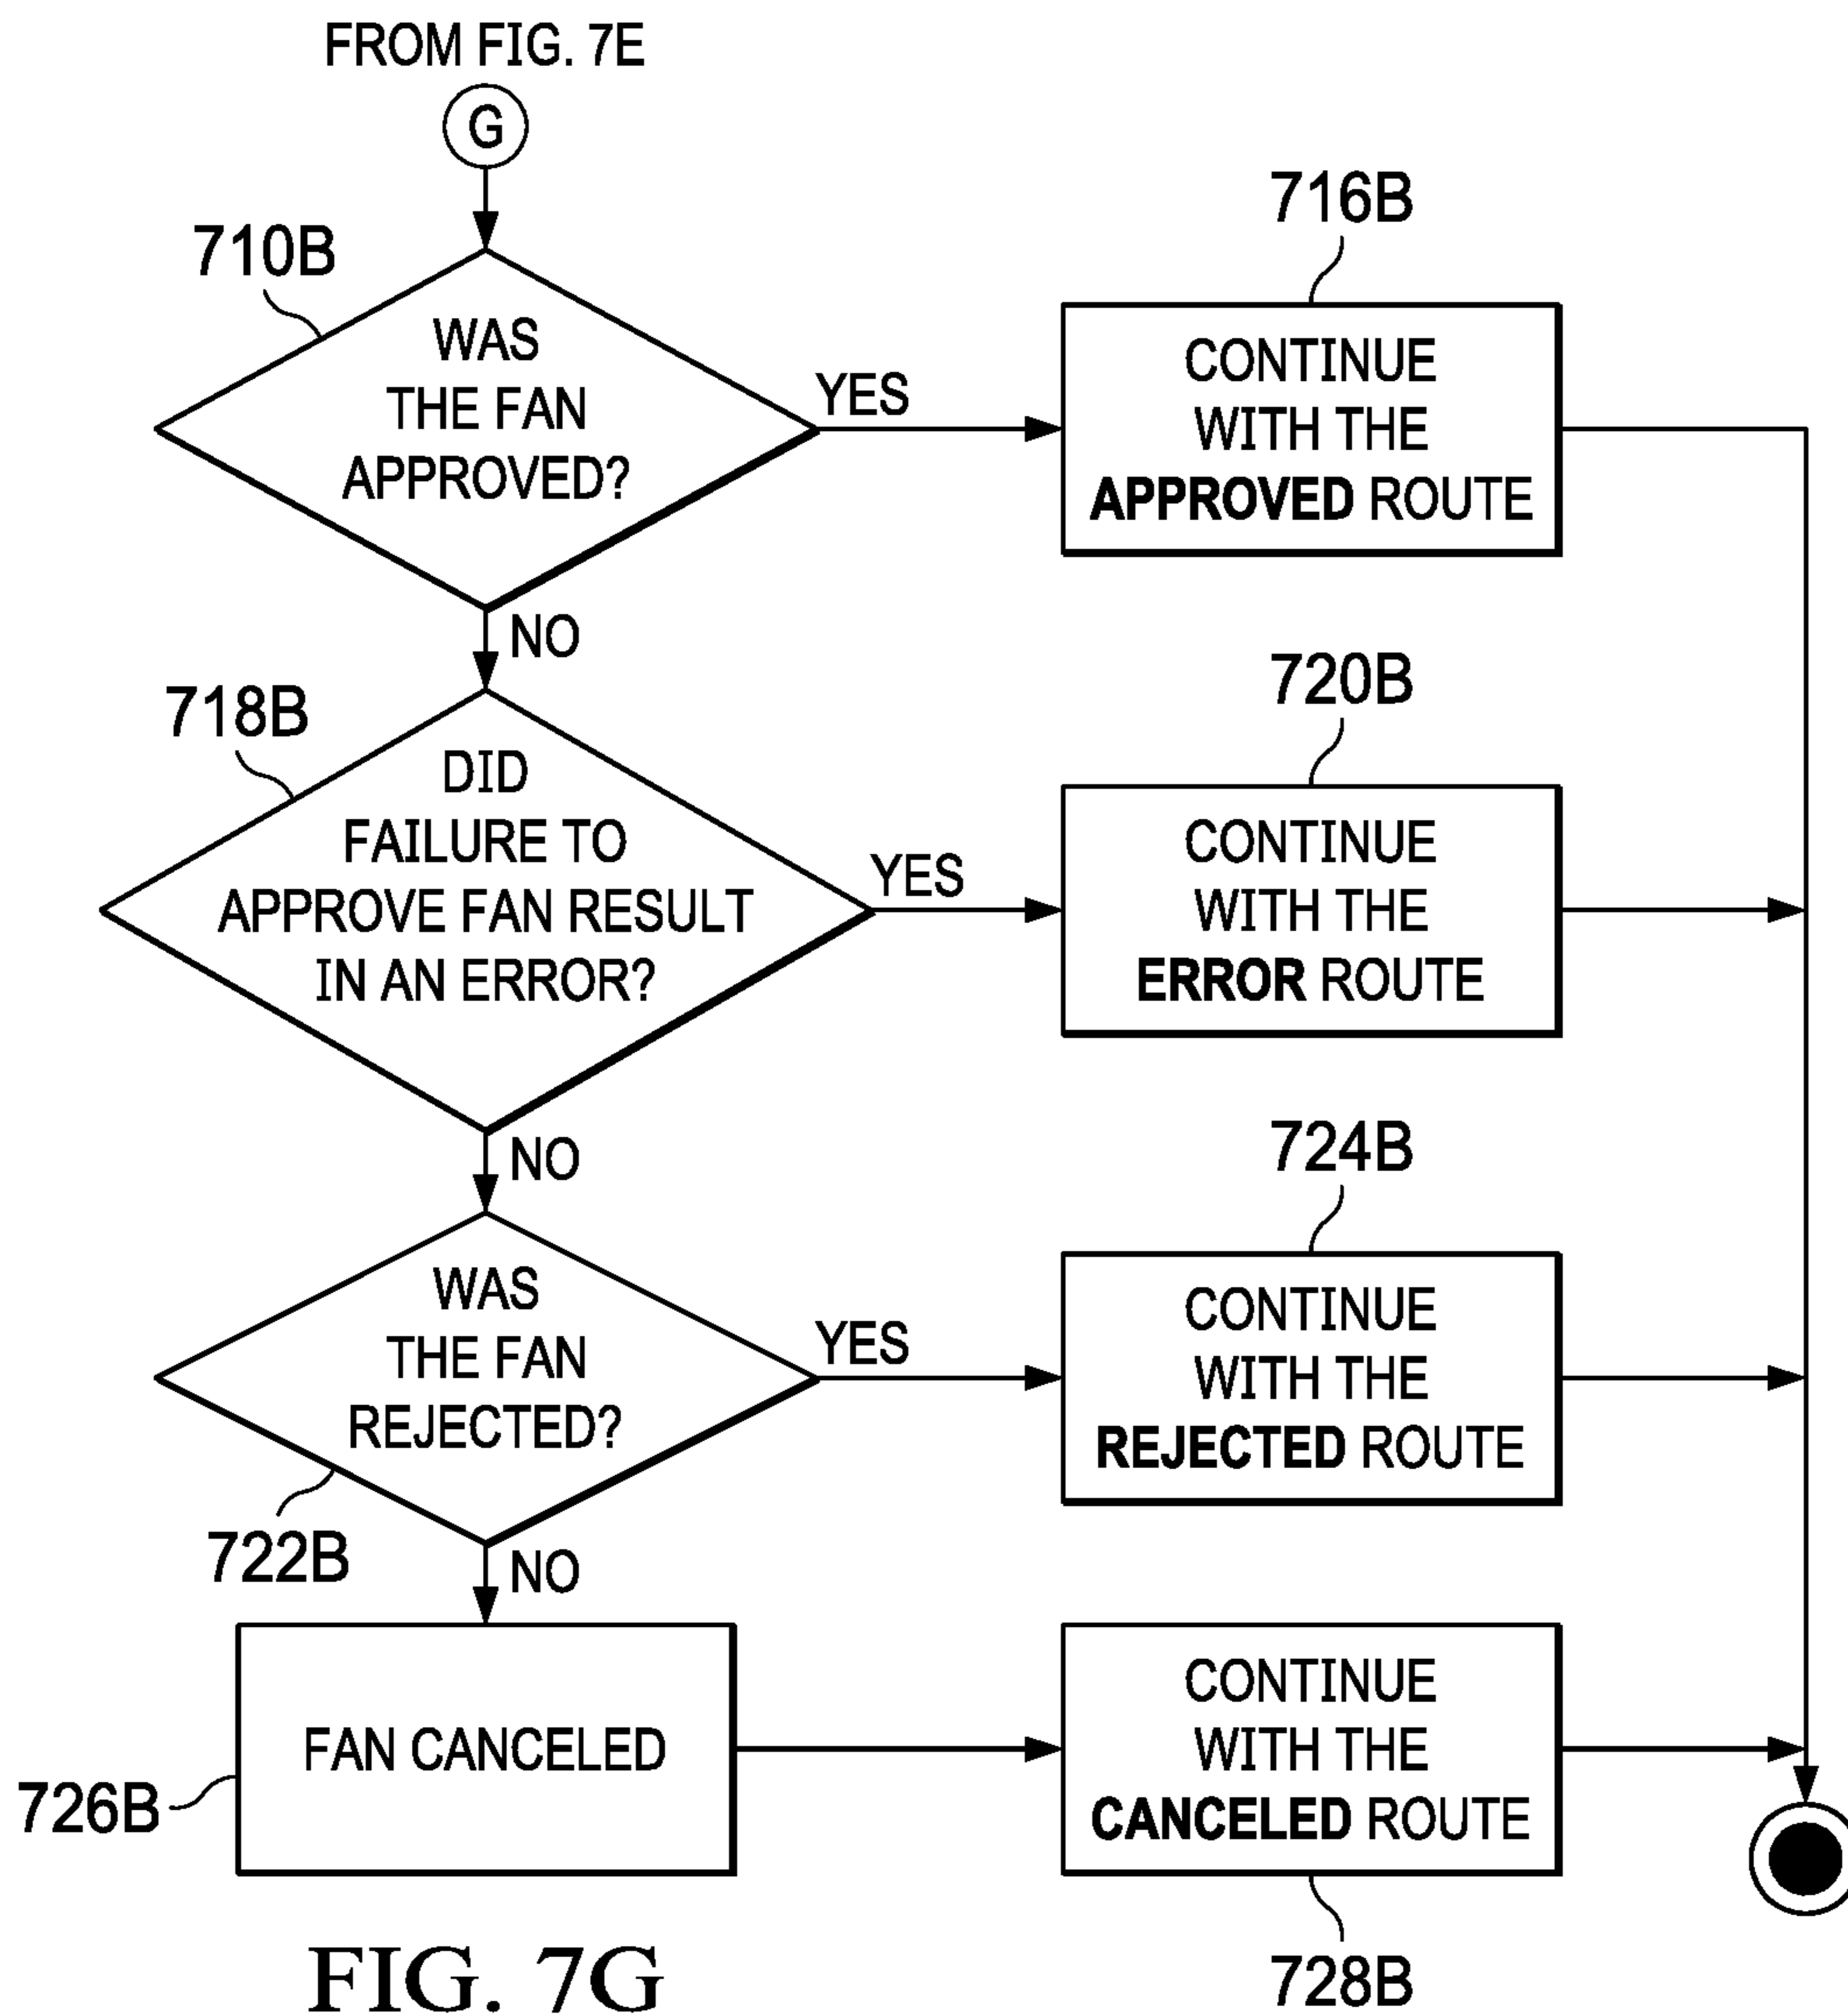 FROM FIG. 7E
G
710B
WAS
THE FAN
APPROVED?
YES
716B
CONTINUE
WITH THE
APPROVED ROUTE
NO
718B
DID
FAILURE TO
APPROVE FAN RESULT
IN AN ERROR?
YES
720B
CONTINUE
WITH THE
ERROR ROUTE
NO
WAS
THE FAN
REJECTED?
722B
YES
724B
CONTINUE
WITH THE
REJECTED ROUTE
NO
FAN CANCELED
726B
CONTINUE
WITH THE
CANCELED ROUTE
728B
FIG. 7G